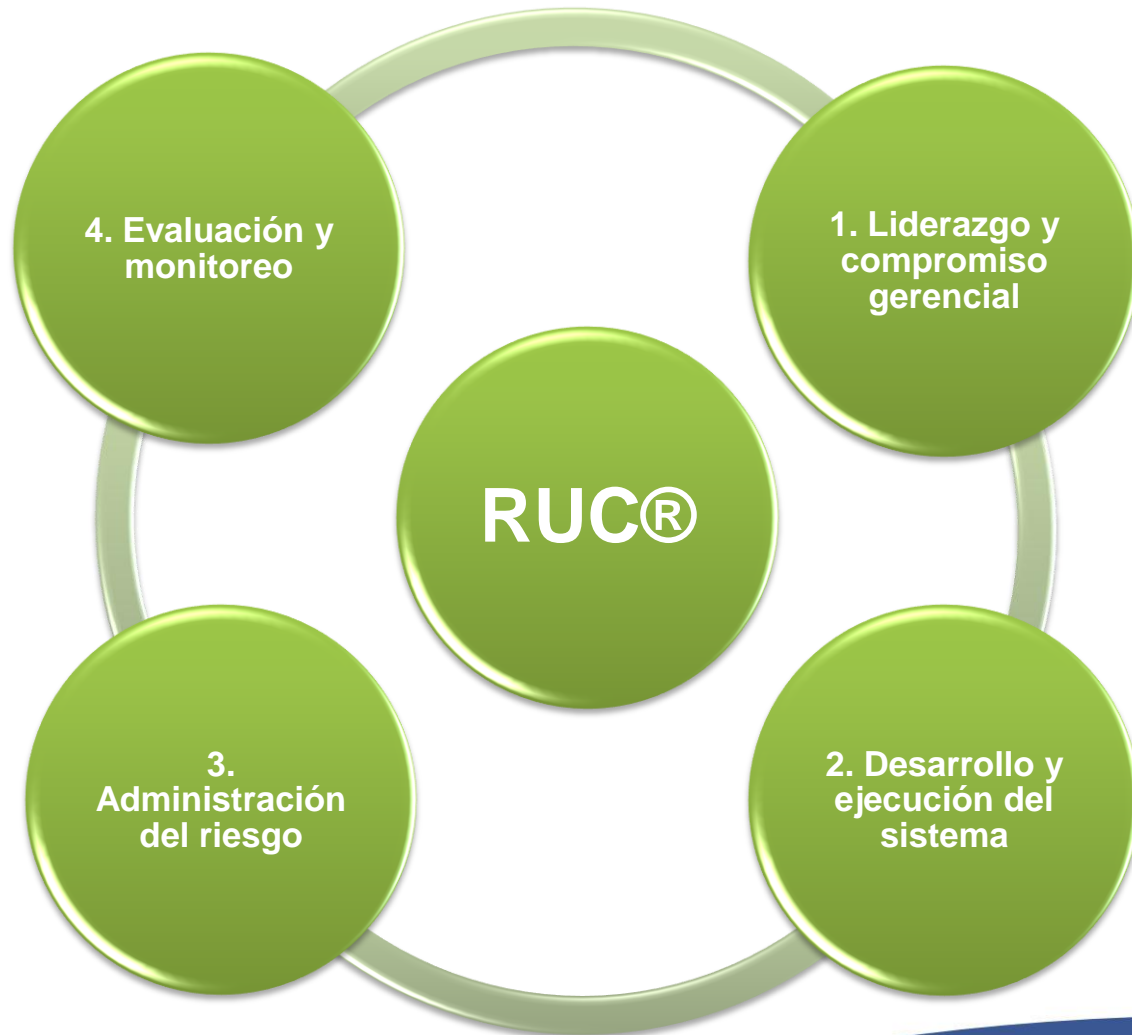 4. Evaluación y
monitoreo
1. Liderazgo y
compromiso
gerencial
RUC®
3.
Administración
del riesgo
2. Desarrollo y
ejecución del
sistema